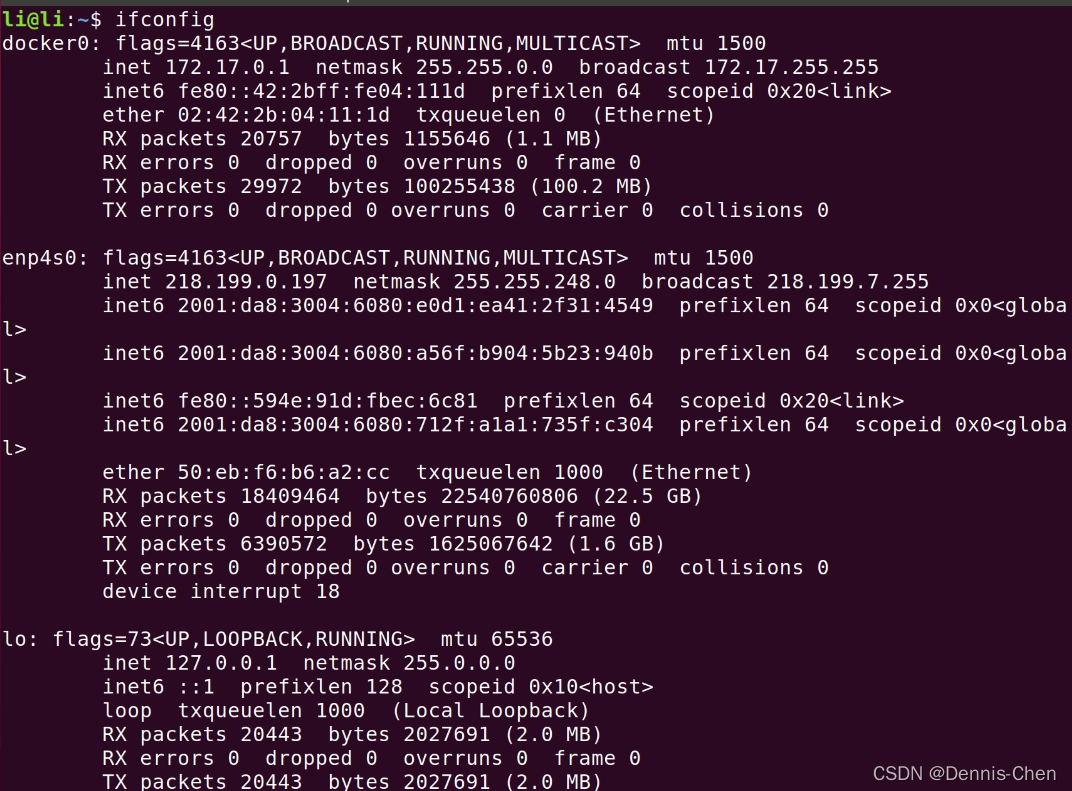 li@li:~$ ifconfig
docker0: flags=4163<UP,BROADCAST,RUNNING,MULTICAST>  mtu 1500
        inet 172.17.0.1  netmask 255.255.0.0  broadcast 172.17.255.255
        inet6 fe80::42:2bff:fe04:111d  prefixlen 64  scopeid 0x20<link>
        ether 02:42:2b:04:11:1d  txqueuelen 0  (Ethernet)
        RX packets 20757  bytes 1155646 (1.1 MB)
        RX errors 0  dropped 0  overruns 0  frame 0
        TX packets 29972  bytes 100255438 (100.2 MB)
        TX errors 0  dropped 0 overruns 0  carrier 0  collisions 0

enp4s0: flags=4163<UP,BROADCAST,RUNNING,MULTICAST>  mtu 1500
        inet 218.199.0.197  netmask 255.255.248.0  broadcast 218.199.7.255
        inet6 2001:da8:3004:6080:e0d1:ea41:2f31:4549  prefixlen 64  scopeid 0x0<globa
l>
        inet6 2001:da8:3004:6080:a56f:b904:5b23:940b  prefixlen 64  scopeid 0x0<globa
l>
        inet6 fe80::594e:91d:fbec:6c81  prefixlen 64  scopeid 0x20<link>
        inet6 2001:da8:3004:6080:712f:a1a1:735f:c304  prefixlen 64  scopeid 0x0<globa
l>
        ether 50:eb:f6:b6:a2:cc  txqueuelen 1000  (Ethernet)
        RX packets 18409464  bytes 22540760806 (22.5 GB)
        RX errors 0  dropped 0  overruns 0  frame 0
        TX packets 6390572  bytes 1625067642 (1.6 GB)
        TX errors 0  dropped 0 overruns 0  carrier 0  collisions 0
        device interrupt 18

lo: flags=73<UP,LOOPBACK,RUNNING>  mtu 65536
        inet 127.0.0.1  netmask 255.0.0.0
        inet6 ::1  prefixlen 128  scopeid 0x10<host>
        loop  txqueuelen 1000  (Local Loopback)
        RX packets 20443  bytes 2027691 (2.0 MB)
        RX errors 0  dropped 0  overruns 0  frame 0
        TX packets 20443  bytes 2027691 (2.0 MB)
CSDN @Dennis-Chen